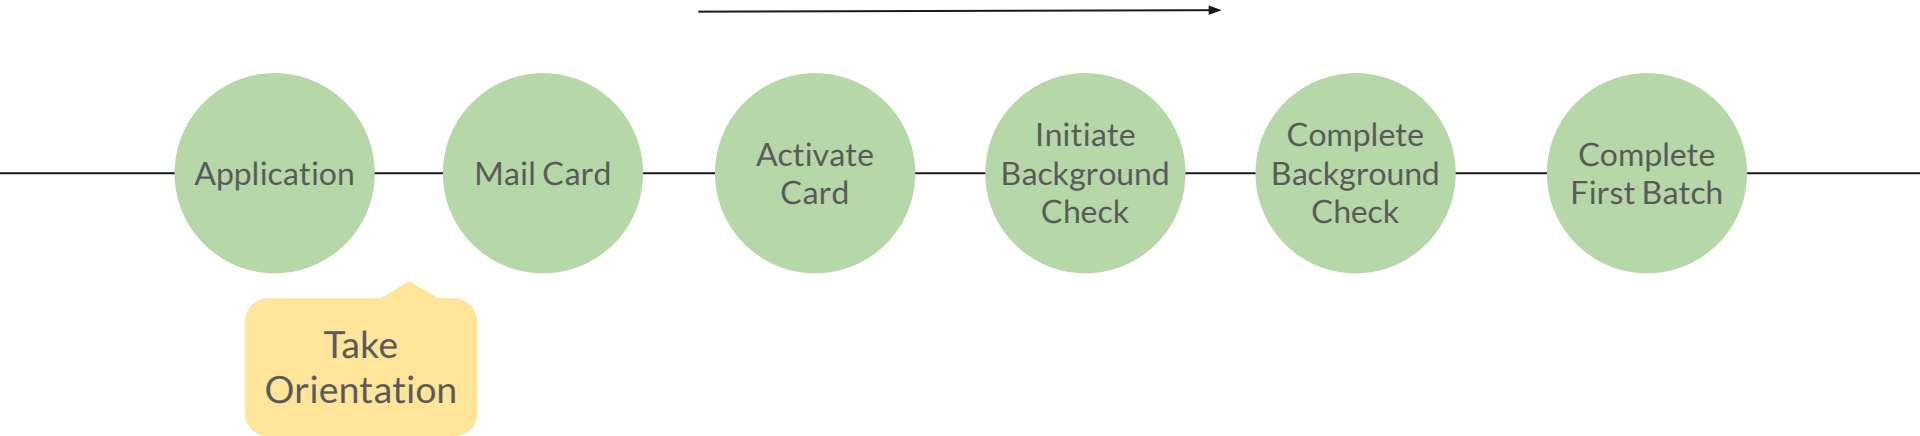 Application
Mail Card
Activate
Card
Initiate
Background
Check
Complete
Background
Check
Complete
First Batch
Take
Orientation